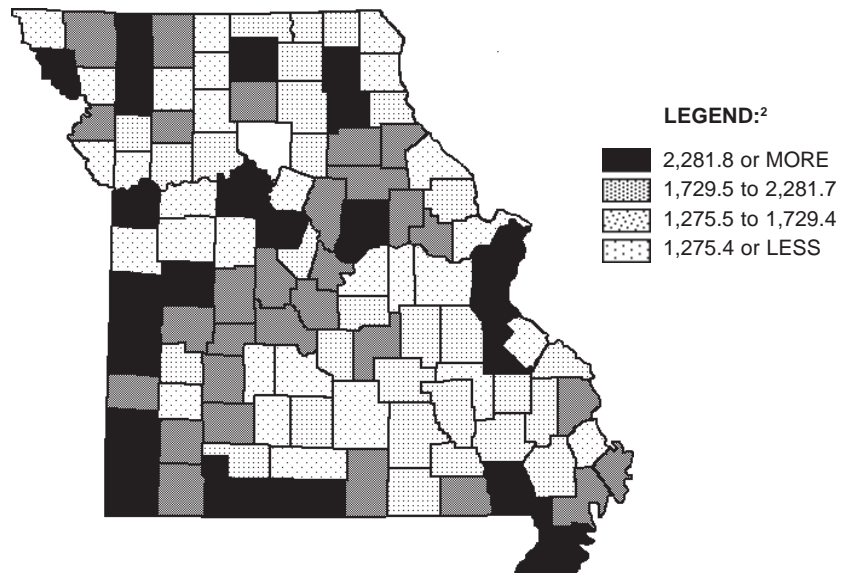 LEGEND:²
2,281.8 or MORE
1,729.5 to 2,281.7
1,275.5 to 1,729.4
1,275.4 or LESS